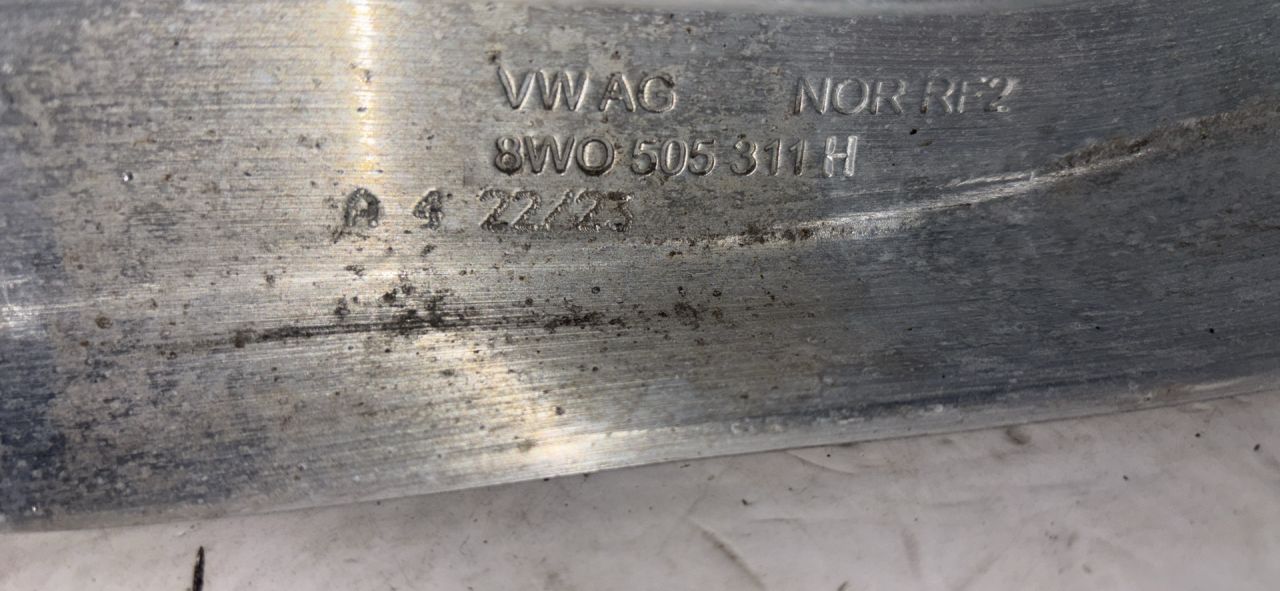 VW AG NOR RF2
8W0 505 311 H
A 4 22/23